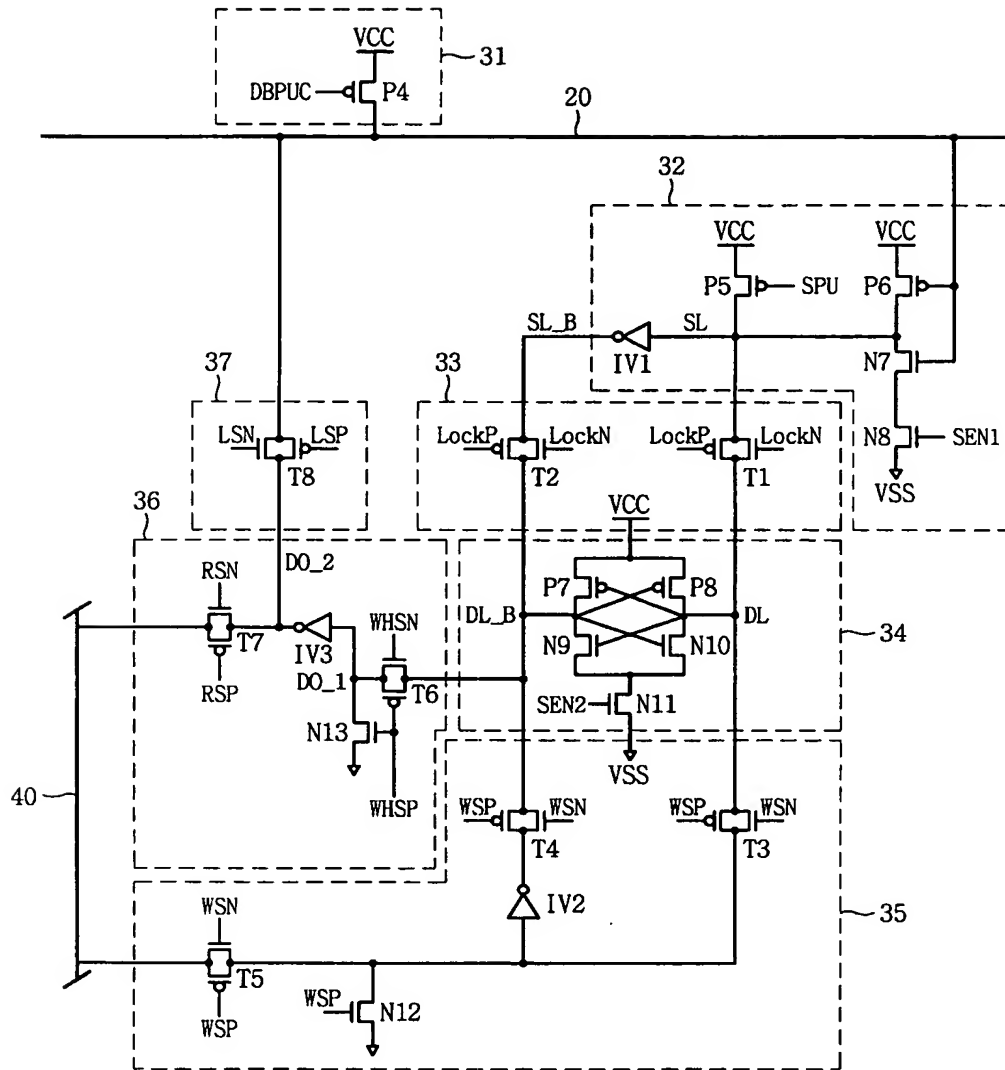 VCC
31
DBPUC
P4
20
32
VCC
VCC
P5
SPU
P6
SL_B
SL
IV1
N7
37
33
N8
SEN1
LSN
LSP
LockP
LockN
LockP
LockN
T8
T2
T1
VSS
36
VCC
DO_2
RSN
P7
P8
WHSN
DL_B
DL
T7
IV3
N9
N10
34
DO_1
T6
RSP
SEN2
N11
N13
VSS
40
WHSP
WSP
WSN
WSP
WSN
T4
T3
IV2
35
WSN
T5
WSP
N12
WSP